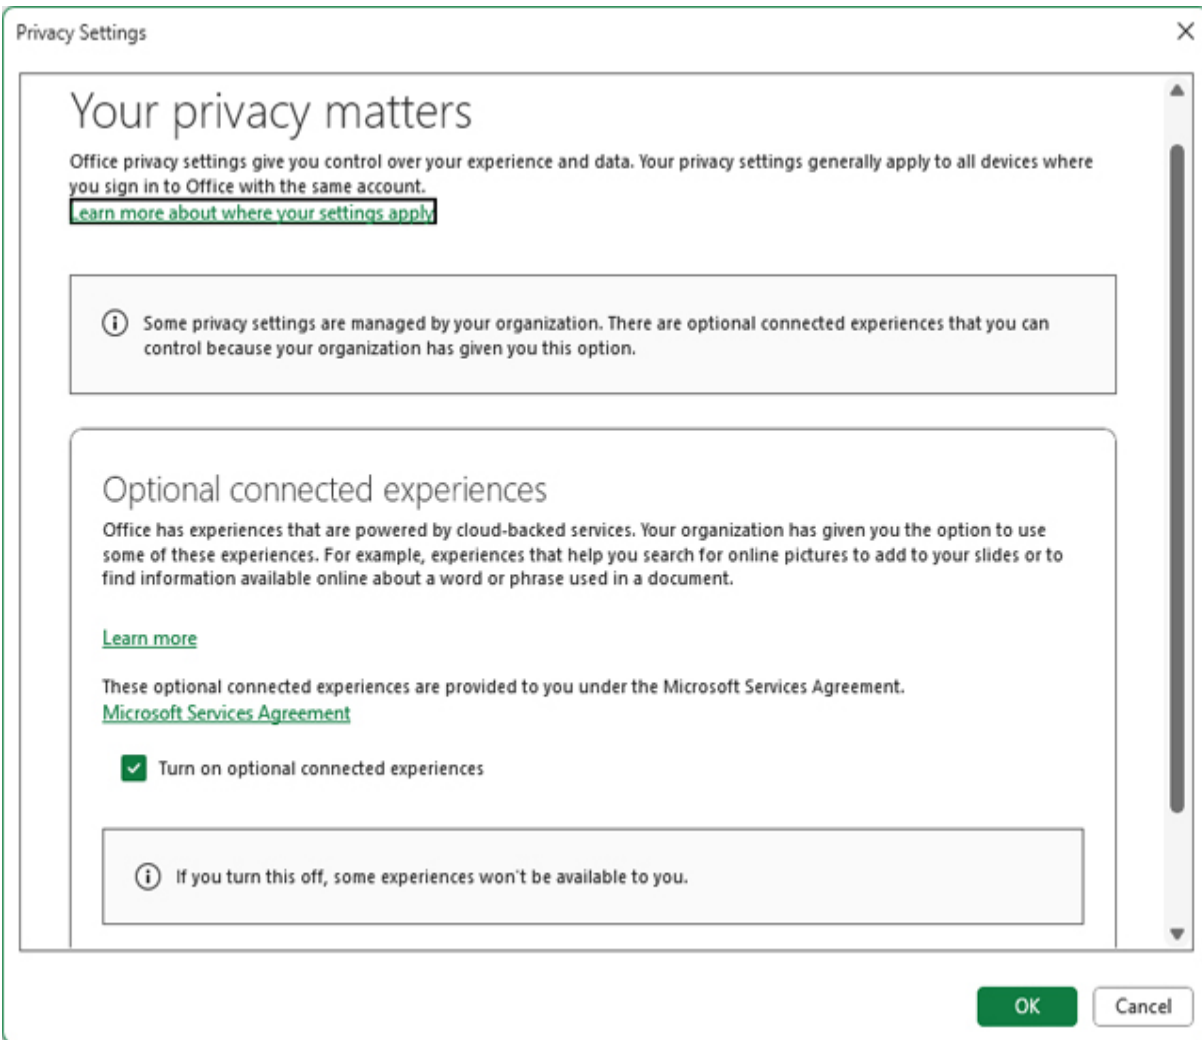 Privacy Settings
Your privacy matters
Office privacy settings give you control over your experience and data. Your privacy settings generally apply to all devices where
you sign in to Office with the same account.
Learn more about where your settings apply
Some privacy settings are managed by your organization. There are optional connected experiences that you can
control because your organization has given you this option.
Optional connected experiences
Office has experiences that are powered by cloud-backed services. Your organization has given you the option to use
some of these experiences. For example, experiences that help you search for online pictures to add to your slides or to
find information available online about a word or phrase used in a document.
Learn more
These optional connected experiences are provided to you under the Microsoft Services Agreement.
Microsoft Services Agreement
Turn on optional connected experiences
If you turn this off, some experiences won't be available to you.
OK Cancel